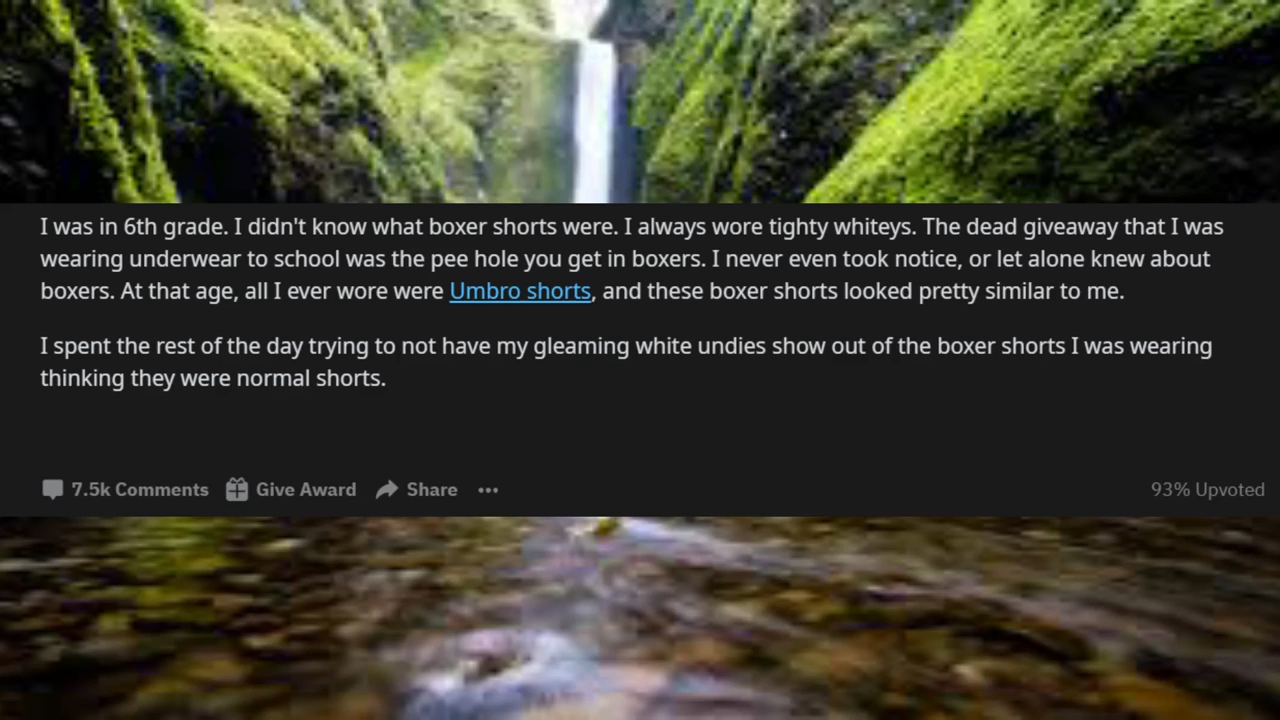 I was in 6th grade. I didn't know what boxer shorts were. I always wore tighty whiteys. The dead giveaway that I was
wearing underwear to school was the pee hole you get in boxers. I never even took notice, or let alone knew about
boxers. At that age, all I ever wore were Umbro shorts, and these boxer shorts looked pretty similar to me.
I spent the rest of the day trying to not have my gleaming white undies show out of the boxer shorts I was wearing
thinking they were normal shorts.
7.5k Comments Give Award Share ••• 93% Upvoted